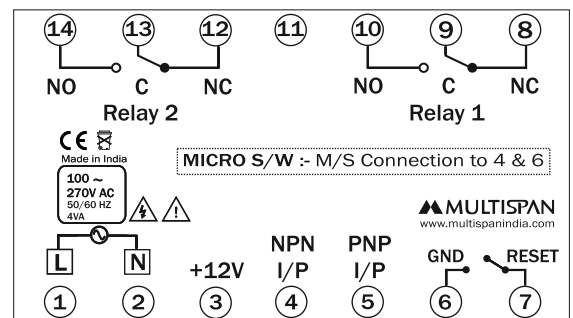 14 13 12 11 10 9 8
NO C NC NO C NC
Relay 2 Relay 1
CE
Made in India
MICRO S/W :- M/S Connection to 4 & 6
100 ~
270V AC
50/60 HZ
4VA
MULTISPAN
www.multispanindia.com
L N +12V NPN I/P PNP I/P GND RESET
1 2 3 4 5 6 7